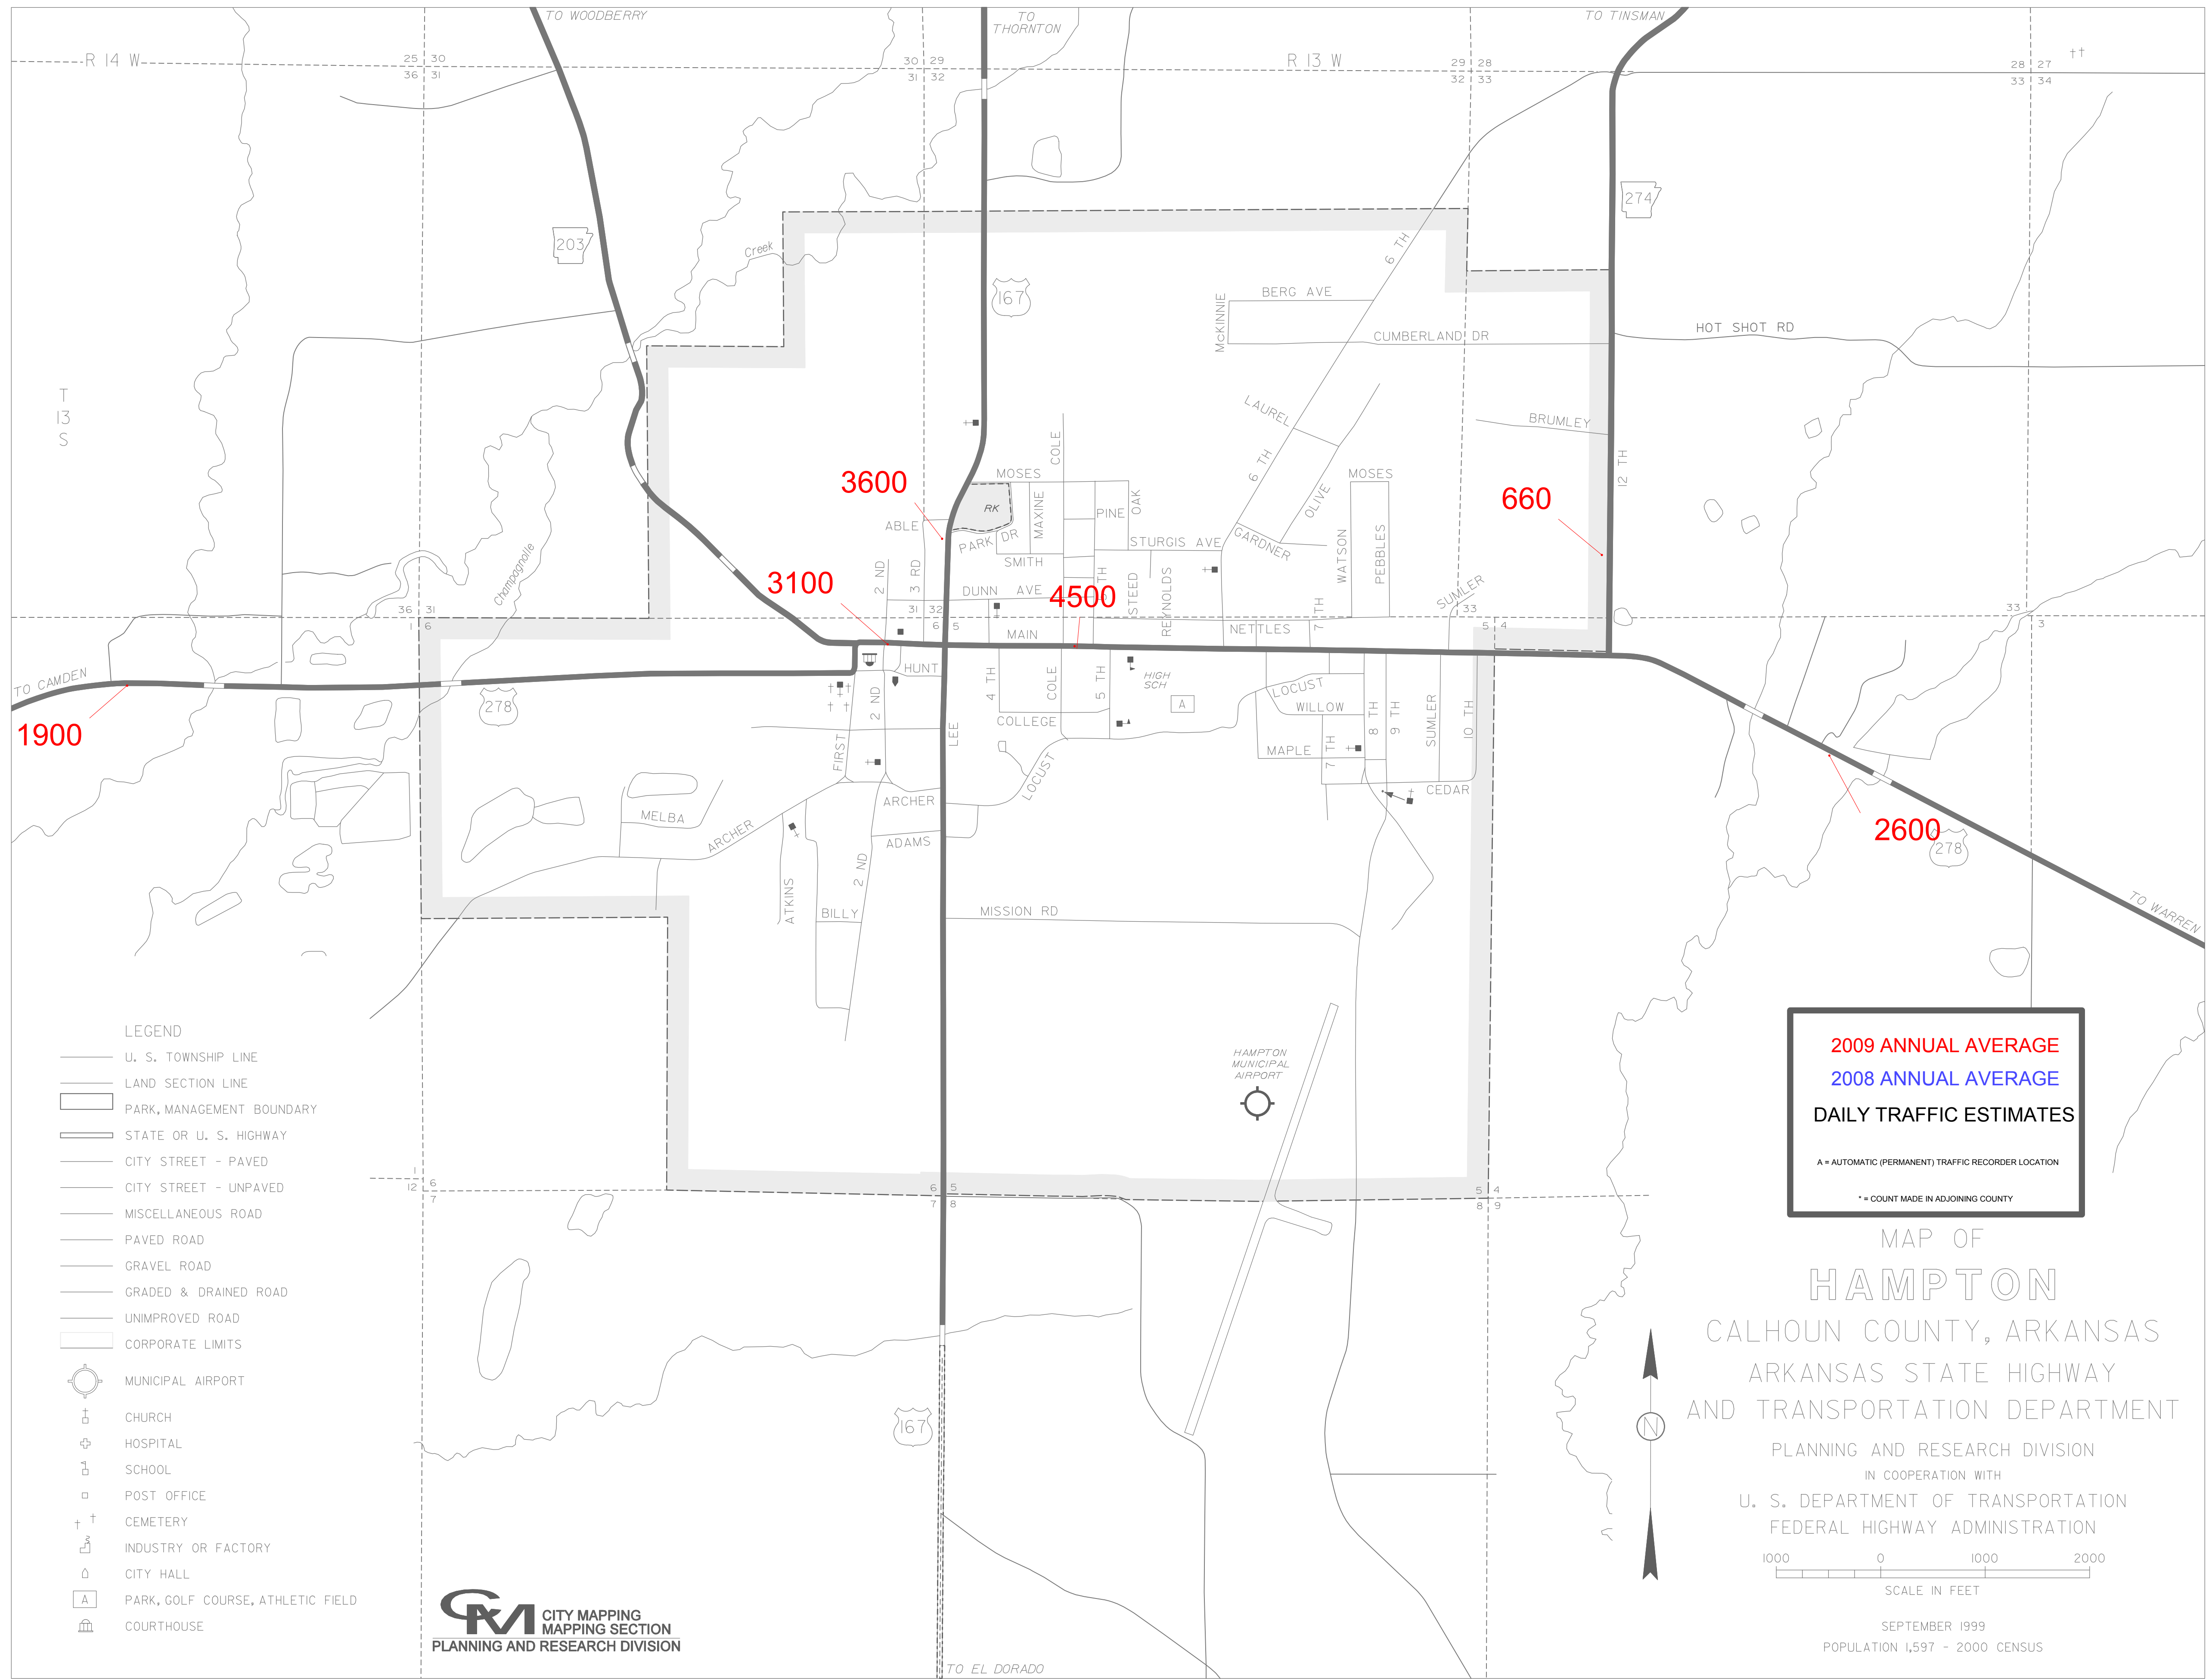 TO WOODBERRY
TO
THORNTON
TO TINSMAN
R 14 W
25 30
36 31
30 29
31 32
R 13 W
29 28
32 33
28 27
33 34
274
203
Creek
6 TH
167
BERG AVE
McKINNIE
CUMBERLAND DR
HOT SHOT RD
T
13
S
LAUREL
BRUMLEY
COLE
12 TH
MOSES
6 TH
MOSES
3600
660
MAXINE
OAK
OLIVE
RK
PINE
ABLE
PARK DR
STURGIS AVE
GARDNER
WATSON
PEBBLES
SMITH
Champagnolle
3100
2 ND
3 RD
DUNN AVE
4500
TH
STEED
REYNOLDS
SUMLER
36 31
1 6
31 32
6 5
33
5 4
33
3
MAIN
NETTLES
7 TH
HUNT
TO CAMDEN
278
1900
2 ND
4 TH
COLE
5 TH
HIGH
SCH
A
LOCUST
WILLOW
COLLEGE
8 TH
9 TH
SUMLER
10 TH
FIRST
LEE
MAPLE
7 TH
LOCUST
CEDAR
ARCHER
MELBA
ARCHER
ADAMS
2600
278
2 ND
ATKINS
BILLY
MISSION RD
TO WARREN
HAMPTON
MUNICIPAL
AIRPORT
1 6
12 7
6 5
7 8
5 4
8 9
167
TO EL DORADO
LEGEND
U. S. TOWNSHIP LINE
LAND SECTION LINE
PARK, MANAGEMENT BOUNDARY
STATE OR U. S. HIGHWAY
CITY STREET - PAVED
CITY STREET - UNPAVED
MISCELLANEOUS ROAD
PAVED ROAD
GRAVEL ROAD
GRADED & DRAINED ROAD
UNIMPROVED ROAD
CORPORATE LIMITS
MUNICIPAL AIRPORT
CHURCH
HOSPITAL
SCHOOL
POST OFFICE
CEMETERY
INDUSTRY OR FACTORY
CITY HALL
A PARK, GOLF COURSE, ATHLETIC FIELD
COURTHOUSE
CM CITY MAPPING
MAPPING SECTION
PLANNING AND RESEARCH DIVISION
2009 ANNUAL AVERAGE
2008 ANNUAL AVERAGE
DAILY TRAFFIC ESTIMATES
A = AUTOMATIC (PERMANENT) TRAFFIC RECORDER LOCATION
* = COUNT MADE IN ADJOINING COUNTY
MAP OF
HAMPTON
CALHOUN COUNTY, ARKANSAS
ARKANSAS STATE HIGHWAY
AND TRANSPORTATION DEPARTMENT
PLANNING AND RESEARCH DIVISION
IN COOPERATION WITH
U. S. DEPARTMENT OF TRANSPORTATION
FEDERAL HIGHWAY ADMINISTRATION
N
1000 0 1000 2000
SCALE IN FEET
SEPTEMBER 1999
POPULATION 1,597 - 2000 CENSUS